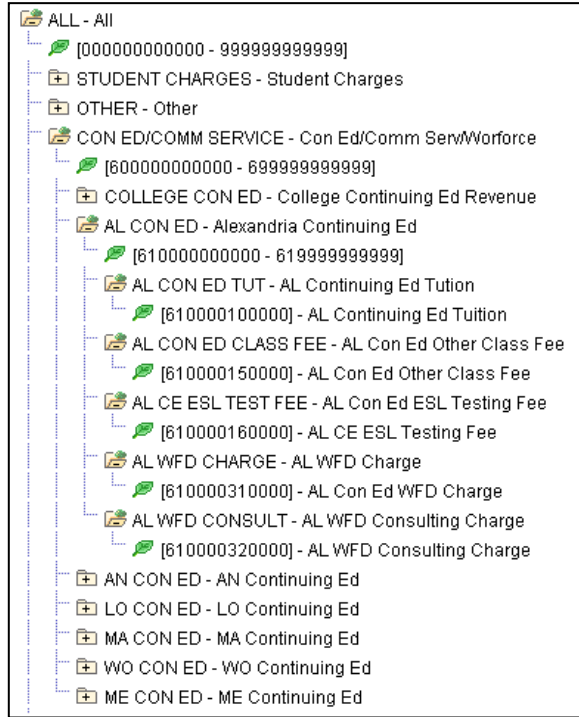 ALL - All
[000000000000 - 999999999999]
STUDENT CHARGES - Student Charges
OTHER - Other
CON ED/COMM SERVICE - Con Ed/Comm Serv/Worforce
[600000000000 - 699999999999]
COLLEGE CON ED - College Continuing Ed Revenue
AL CON ED - Alexandria Continuing Ed
[610000000000 - 619999999999]
AL CON ED TUT - AL Continuing Ed Tution
[610000100000] - AL Continuing Ed Tuition
AL CON ED CLASS FEE - AL Con Ed Other Class Fee
[610000150000] - AL Con Ed Other Class Fee
AL CE ESL TEST FEE - AL Con Ed ESL Testing Fee
[610000160000] - AL CE ESL Testing Fee
AL WFD CHARGE - AL WFD Charge
[610000310000] - AL Con Ed WFD Charge
AL WFD CONSULT - AL WFD Consulting Charge
[610000320000] - AL WFD Consulting Charge
AN CON ED - AN Continuing Ed
LO CON ED - LO Continuing Ed
MA CON ED - MA Continuing Ed
WO CON ED - WO Continuing Ed
ME CON ED - ME Continuing Ed